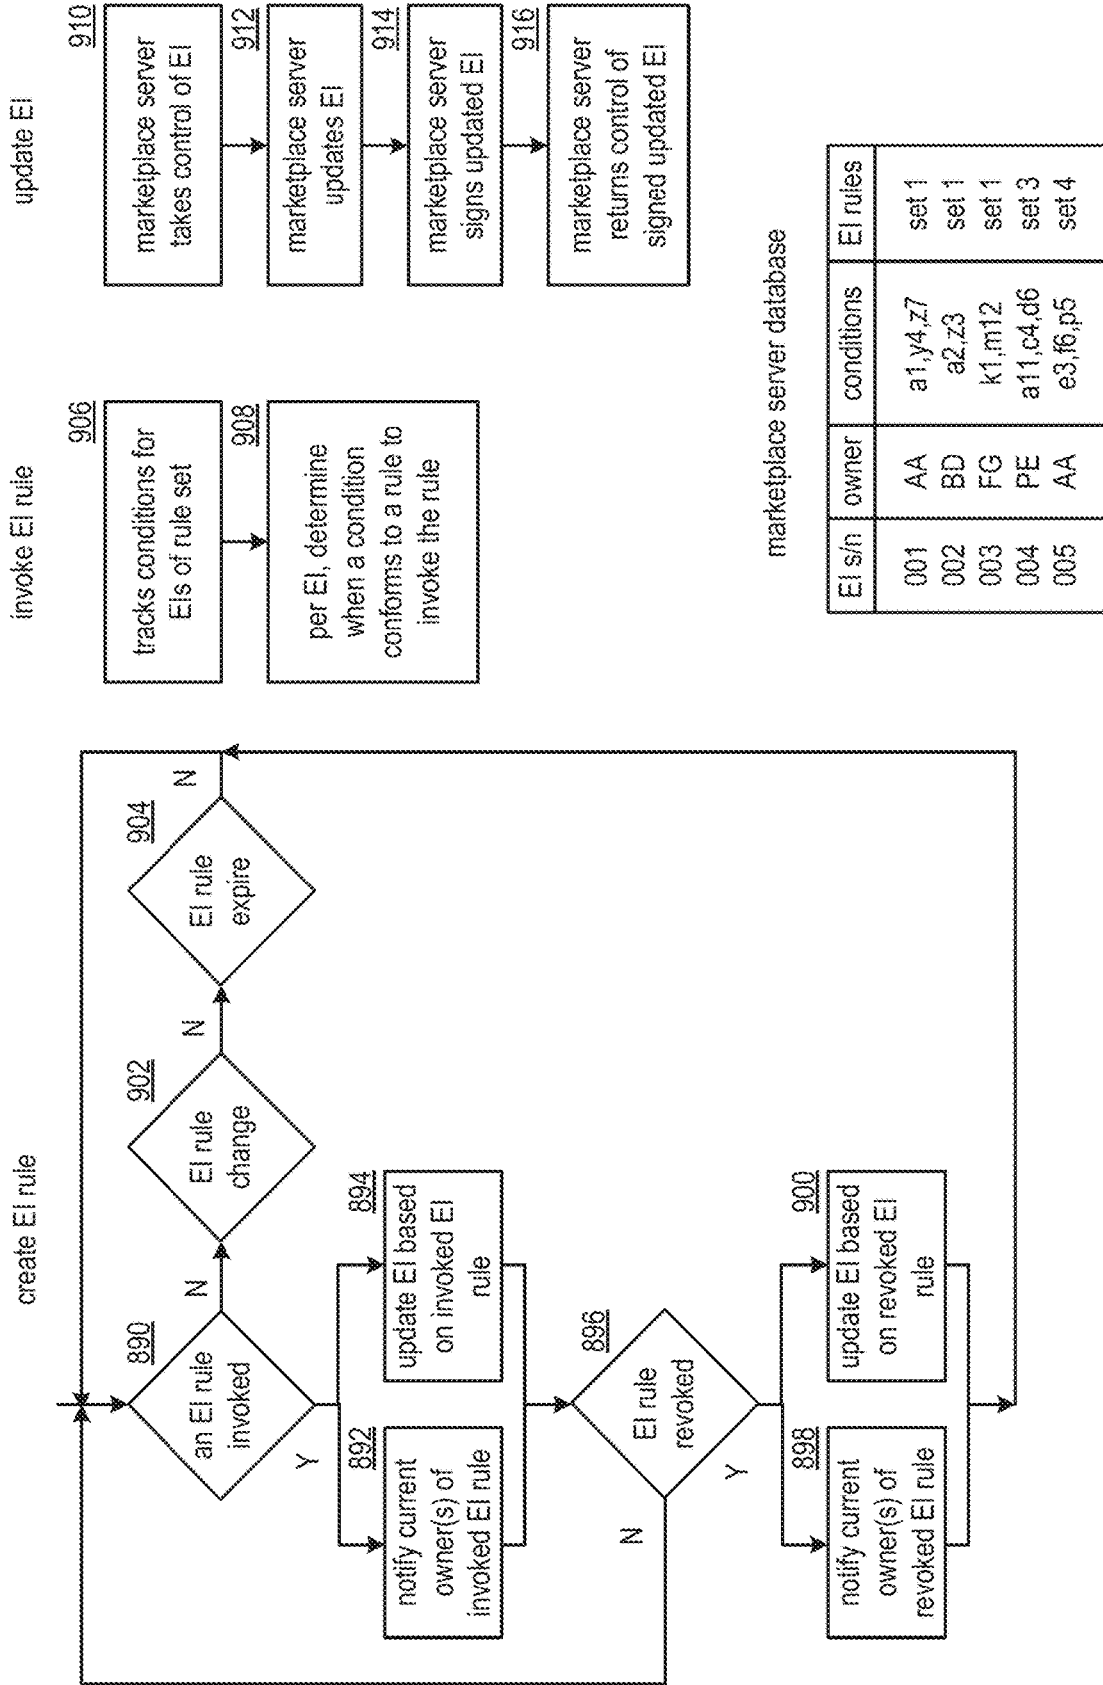 create EI rule
890
an EI rule
invoked
N
902
EI rule
change
N
904
EI rule
expire
N
Y
892
notify current
owner(s) of
invoked EI rule
894
update EI based
on invoked EI
rule
896
EI rule
revoked
N
Y
898
notify current
owner(s) of
revoked EI rule
900
update EI based
on revoked EI
rule
invoke EI rule
906
tracks conditions for
EIs of rule set
908
per EI, determine
when a condition
conforms to a rule to
invoke the rule
update EI
910
marketplace server
takes control of EI
912
marketplace server
updates EI
914
marketplace server
signs updated EI
916
marketplace server
returns control of
signed updated EI
marketplace server database
EI s/n owner conditions EI rules
001 AA a1,y4,z7 set 1
002 BD a2,z3 set 1
003 FG k1,m12 set 1
004 PE a11,c4,d6 set 3
005 AA e3,f6,p5 set 4